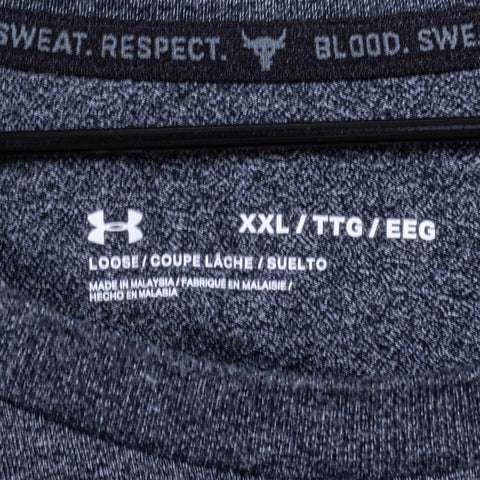 SWEAT. RESPECT. BLOOD. SWE
XXL / TTG / EEG
LOOSE / COUPE LÂCHE / SUELTO
MADE IN MALAYSIA / FABRIQUÉ EN MALAISIE /
HECHO EN MALASIA